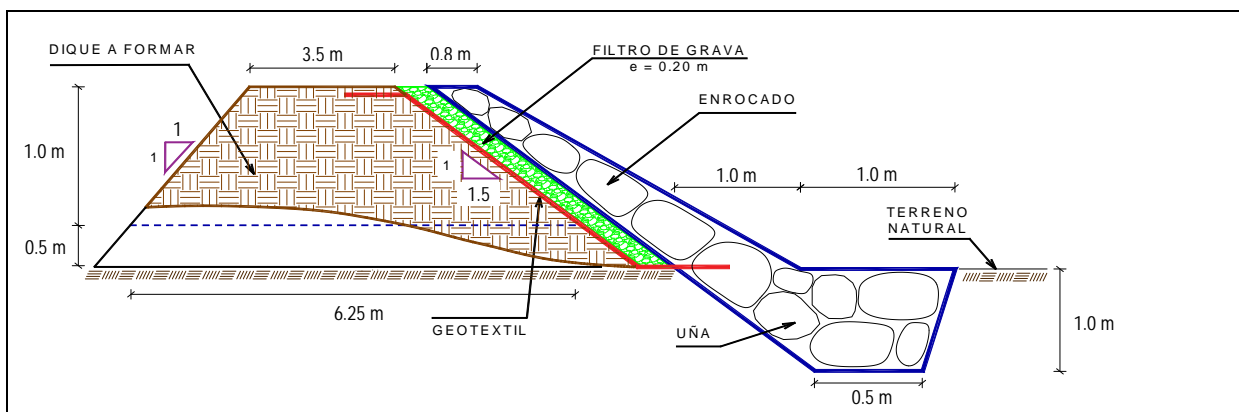 DIQUE A FORMAR
3.5 m
0.8 m
FILTRO DE GRAVA
e = 0.20 m
ENROCADO
1
1
1.0 m
1
1.5
1.0 m
1.0 m
TERRENO
NATURAL
0.5 m
6.25 m
GEOTEXTIL
UÑA
1.0 m
0.5 m